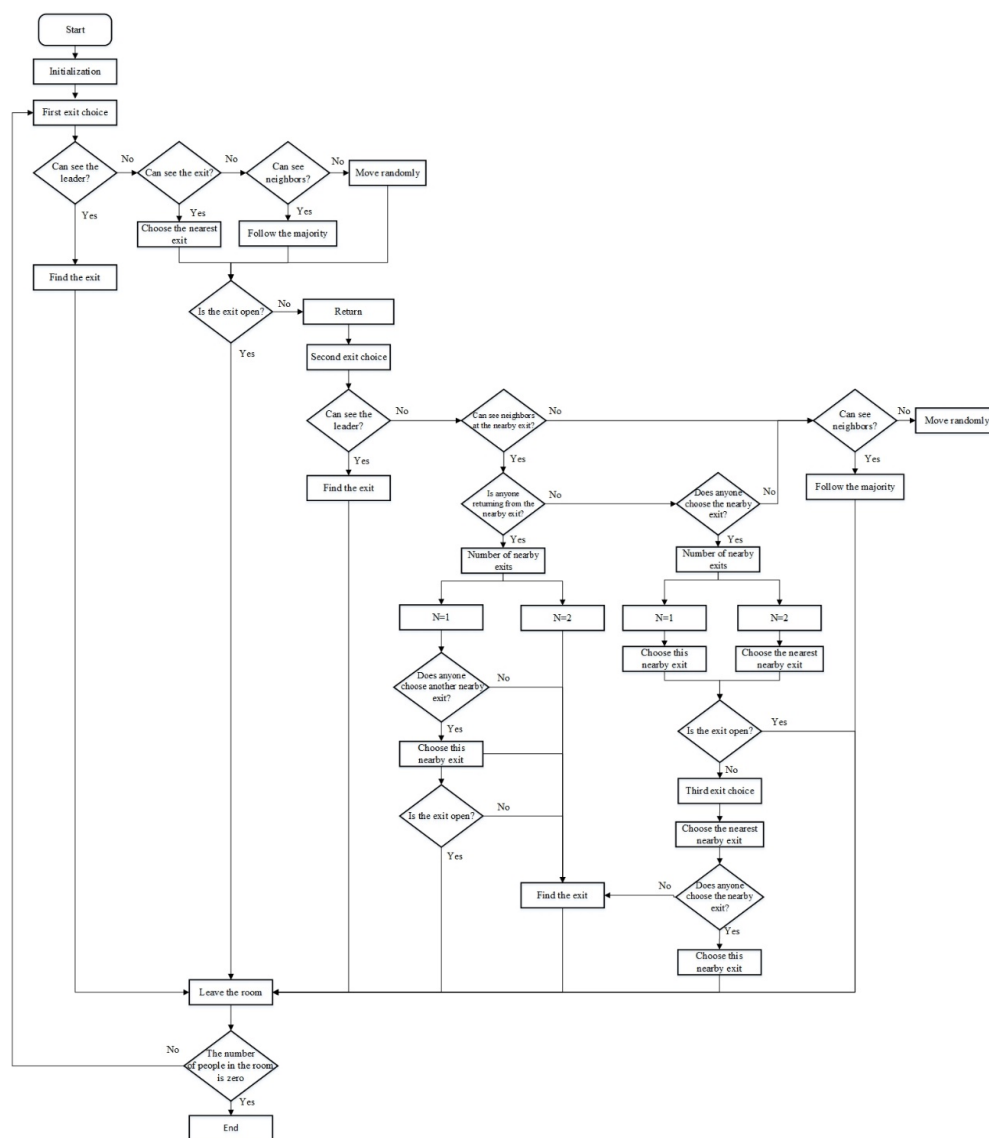 Start
Initialization
First exit choice
Can see the
leader?
No
Can see the exit?
No
Can see
neighbors?
No
Move randomly
Yes
Yes
Yes
Choose the nearest
exit
Follow the majority
Find the exit
Is the exit open?
No
Return
Yes
Second exit choice
Can see the
leader?
No
Can see neighbors
at the nearby exit?
No
Can see
neighbors?
No
Move randomly
Yes
Yes
Yes
Find the exit
Is anyone
returning from the
nearby exit?
No
Does anyone
choose the nearby
exit?
No
Follow the majority
Yes
Yes
Number of nearby
exits
Number of nearby
exits
N=1
N=2
N=1
N=2
Choose this
nearby exit
Choose the nearest
nearby exit
Does anyone
choose another nearby
exit?
No
Yes
Is the exit open?
Yes
Choose this
nearby exit
No
Is the exit open?
No
Third exit choice
Choose the nearest
nearby exit
Yes
Find the exit
No
Does anyone
choose the nearby
exit?
Yes
Choose this
nearby exit
Leave the room
No
The number
of people in the room
is zero
Yes
End